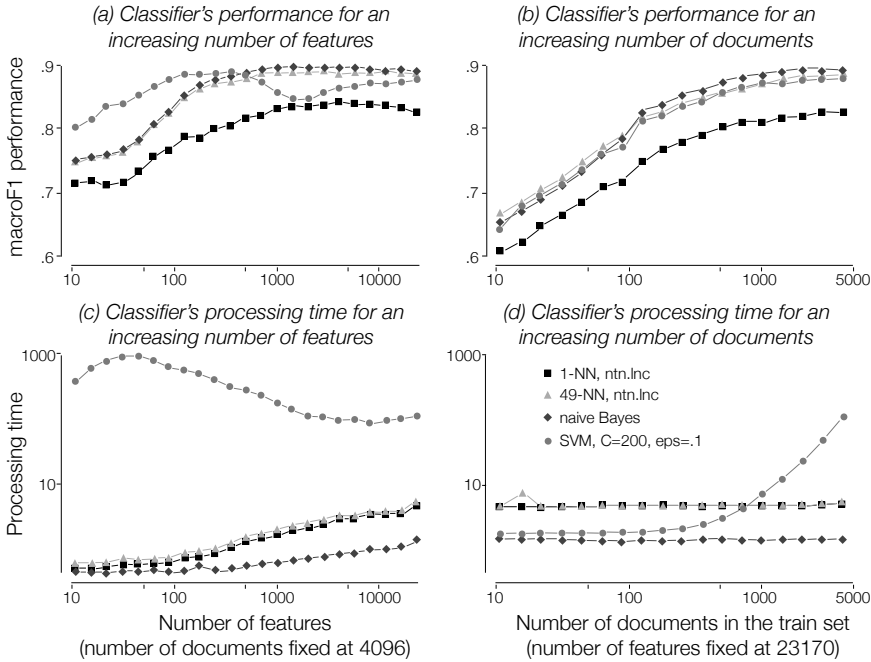 (a) Classifier's performance for an
increasing number of features
(b) Classifier's performance for an
increasing number of documents
macroF1 performance
.9
.8
.7
.6
10
100
1000
10000
.9
.8
.7
.6
10
100
1000
5000
(c) Classifier's processing time for an
increasing number of features
(d) Classifier's processing time for an
increasing number of documents
Processing time
1000
10
10
100
1000
10000
Number of features
(number of documents fixed at 4096)
1000
10
1-NN, ntn.lnc
49-NN, ntn.lnc
naive Bayes
SVM, C=200, eps=.1
10
100
1000
5000
Number of documents in the train set
(number of features fixed at 23170)